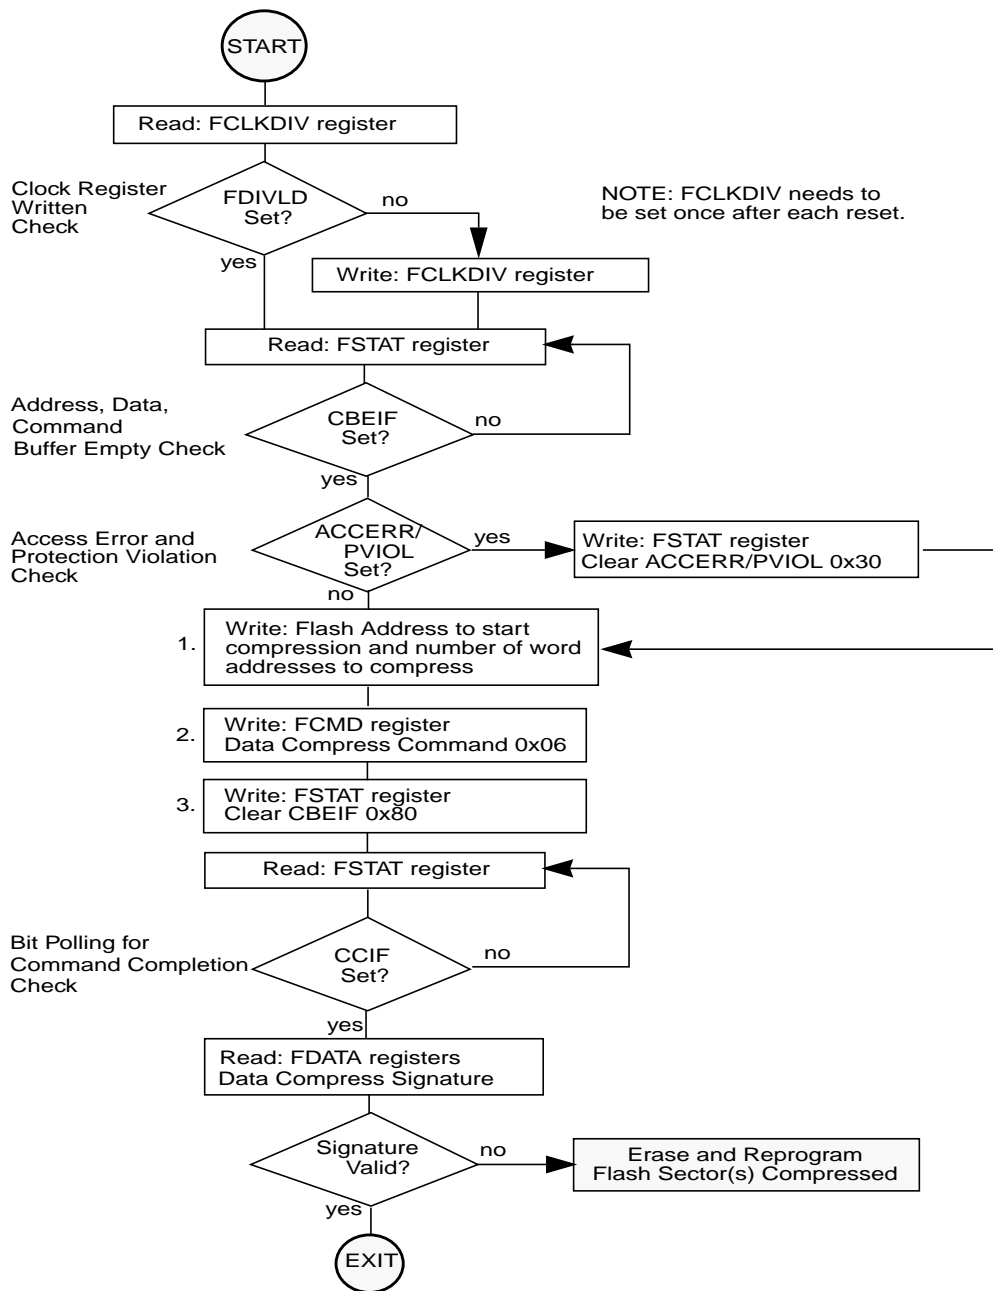 START
Read: FCLKDIV register
Clock Register
Written
Check
FDIVLD
Set?
no
yes
NOTE: FCLKDIV needs to
be set once after each reset.
Write: FCLKDIV register
Read: FSTAT register
Address, Data,
Command
Buffer Empty Check
CBEIF
Set?
no
yes
Access Error and
Protection Violation
Check
ACCERR/
PVIOL
Set?
yes
no
Write: FSTAT register
Clear ACCERR/PVIOL 0x30
1.
Write: Flash Address to start
compression and number of word
addresses to compress
2.
Write: FCMD register
Data Compress Command 0x06
3.
Write: FSTAT register
Clear CBEIF 0x80
Read: FSTAT register
Bit Polling for
Command Completion
Check
CCIF
Set?
no
yes
Read: FDATA registers
Data Compress Signature
Signature
Valid?
no
yes
Erase and Reprogram
Flash Sector(s) Compressed
EXIT